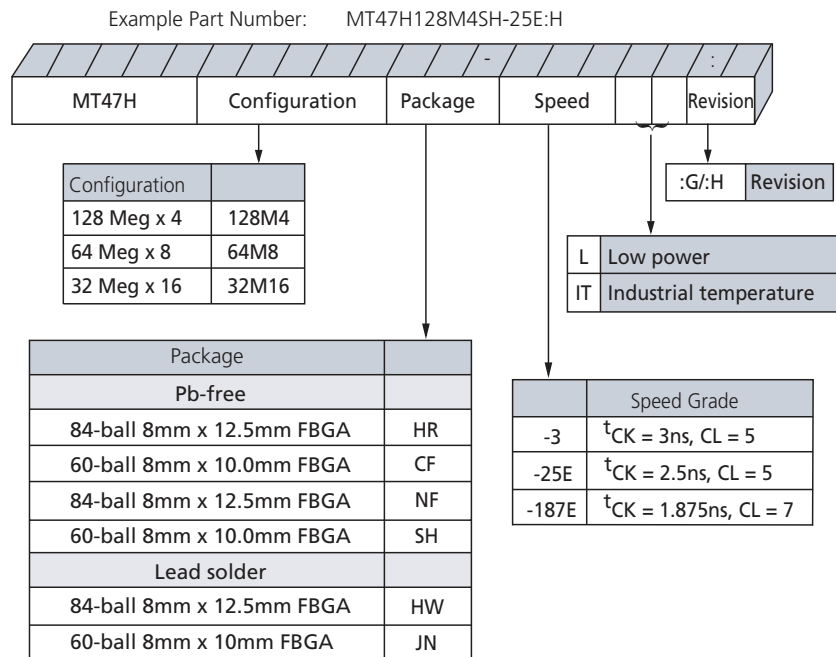 Example Part Number: MT47H128M4SH-25E:H
- :
MT47H Configuration Package Speed Revision
Configuration
128 Meg x 4 128M4
64 Meg x 8 64M8
32 Meg x 16 32M16
:G/:H Revision
L Low power
IT Industrial temperature
Package
Pb-free
84-ball 8mm x 12.5mm FBGA HR
60-ball 8mm x 10.0mm FBGA CF
84-ball 8mm x 12.5mm FBGA NF
60-ball 8mm x 10.0mm FBGA SH
Lead solder
84-ball 8mm x 12.5mm FBGA HW
60-ball 8mm x 10mm FBGA JN
Speed Grade
-3 tCK = 3ns, CL = 5
-25E tCK = 2.5ns, CL = 5
-187E tCK = 1.875ns, CL = 7